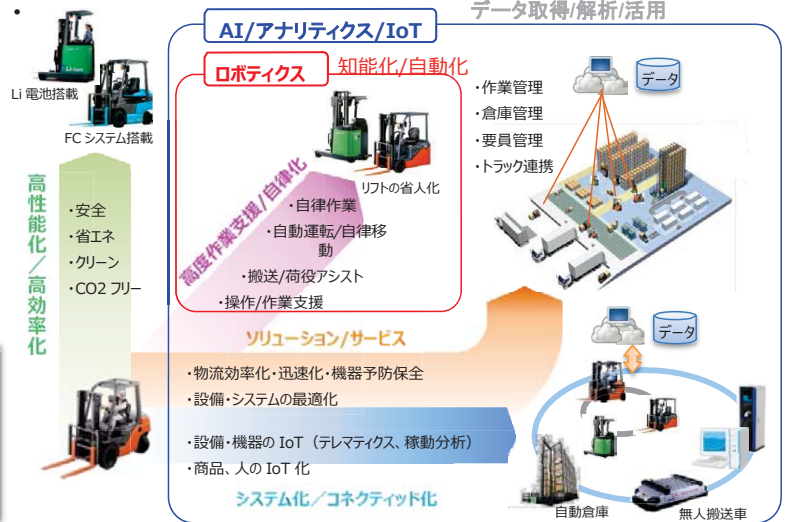 ・
データ取得/解析/活用
AI/アナリティクス/IoT
ロボティクス
知能化/自動化
Li-ion
Li 電池搭載
FC システム搭載
・作業管理
・倉庫管理
・要員管理
・トラック連携
データ
高性能化/高効率化
・安全
・省エネ
・クリーン
・CO2 フリー
高度作業支援/自律化
リフトの省人化
・自律作業
・自動運転/自律移
動
・搬送/荷役アシスト
・操作/作業支援
ソリューション/サービス
・物流効率化・迅速化・機器予防保全
・設備・システムの最適化
データ
・設備・機器の IoT（テレマティクス、稼動分析）
・商品、人の IoT 化
システム化/コネクティッド化
自動倉庫
無人搬送車